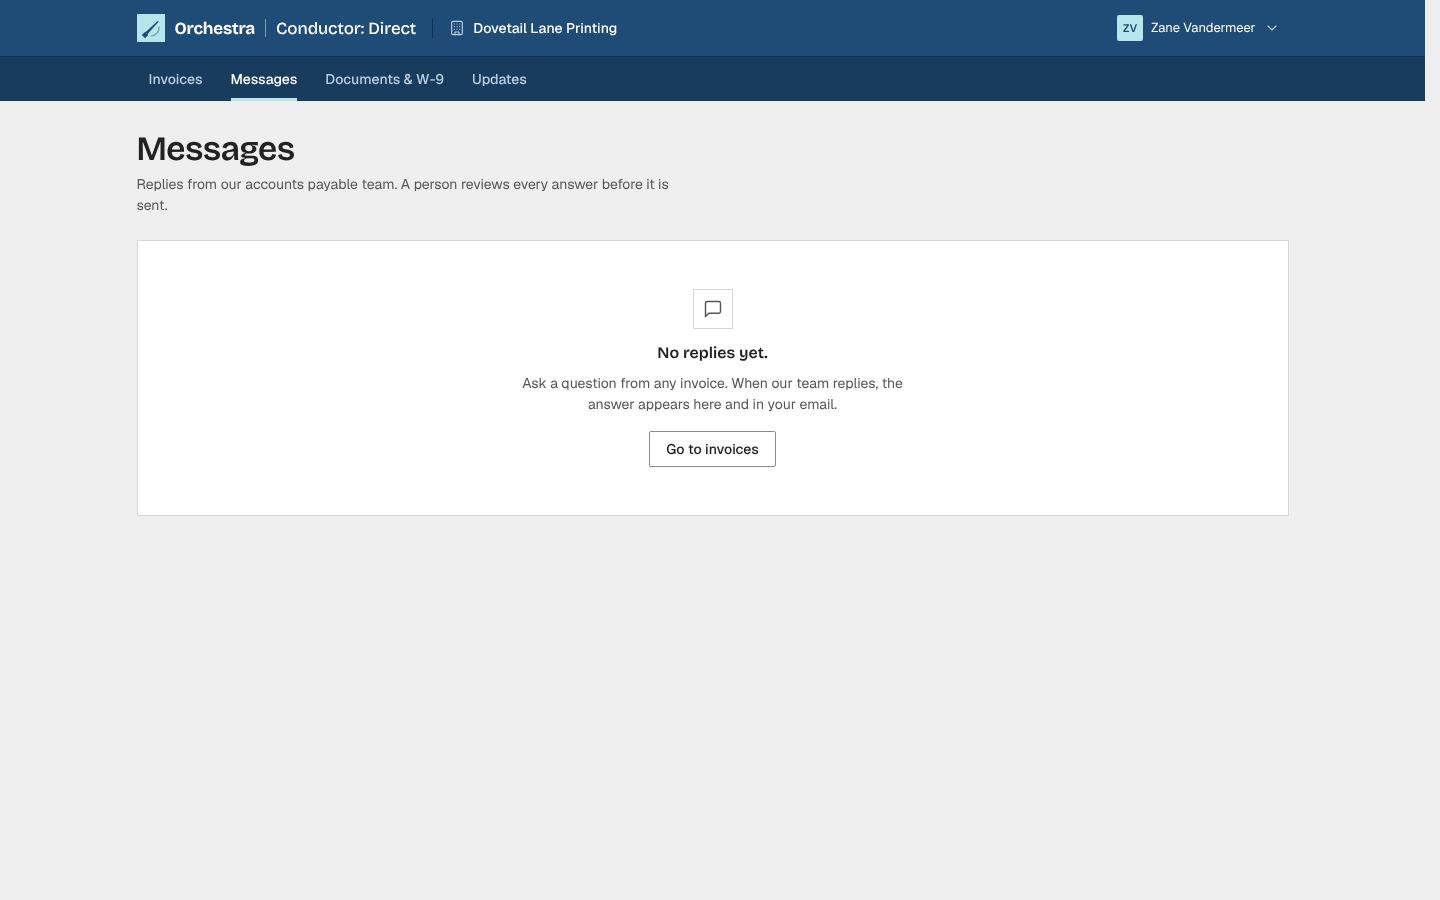 Orchestra
Conductor: Direct
Dovetail Lane Printing
ZV
Zane Vandermeer
Invoices
Messages
Documents & W-9
Updates
Messages
Replies from our accounts payable team. A person reviews every answer before it is
sent.
No replies yet.
Ask a question from any invoice. When our team replies, the
answer appears here and in your email.
Go to invoices